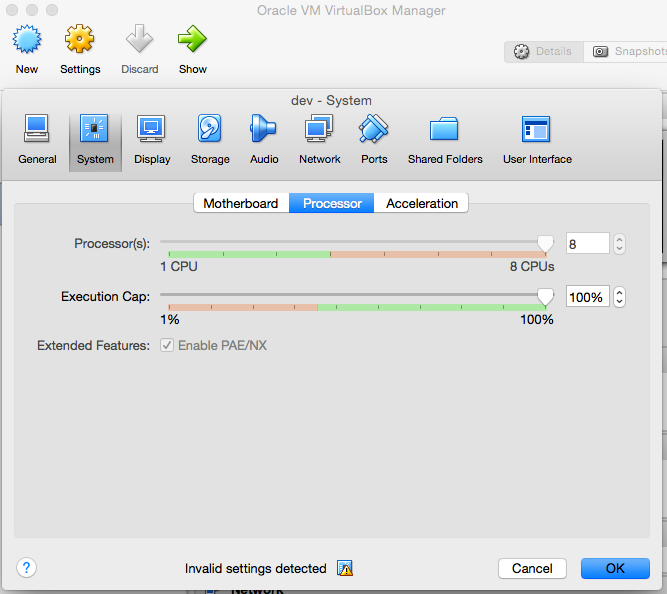 Oracle VM VirtualBox Manager
New Settings Discard Show Details Snapshots
dev - System
General System Display Storage Audio Network Ports Shared Folders User Interface
Motherboard Processor Acceleration
Processor(s): 8
1 CPU 8 CPUs
Execution Cap: 100%
1% 100%
Extended Features: Enable PAE/NX
? Invalid settings detected Cancel OK
Network